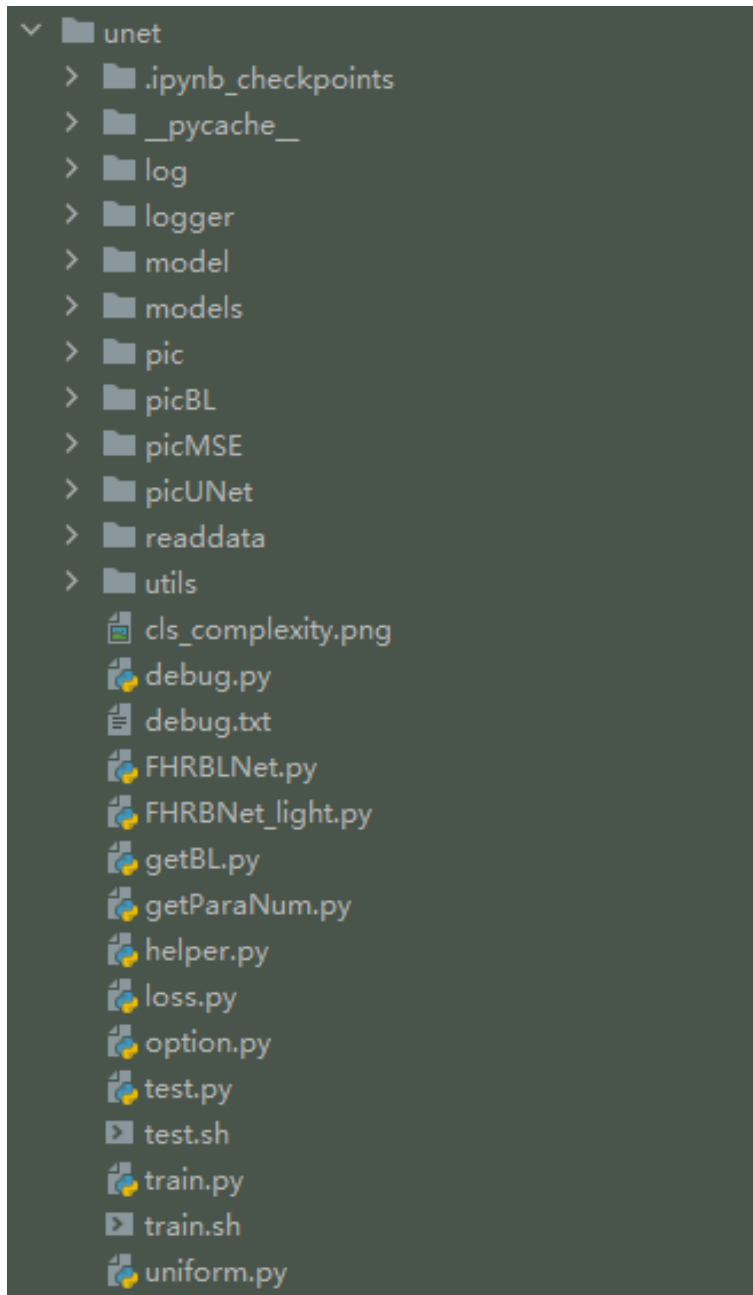 unet
.ipynb_checkpoints
__pycache__
log
logger
model
models
pic
picBL
picMSE
picUNet
readdata
utils
cls_complexity.png
debug.py
debug.txt
FHRBLNet.py
FHRBNet_light.py
getBL.py
getParaNum.py
helper.py
loss.py
option.py
test.py
test.sh
train.py
train.sh
uniform.py